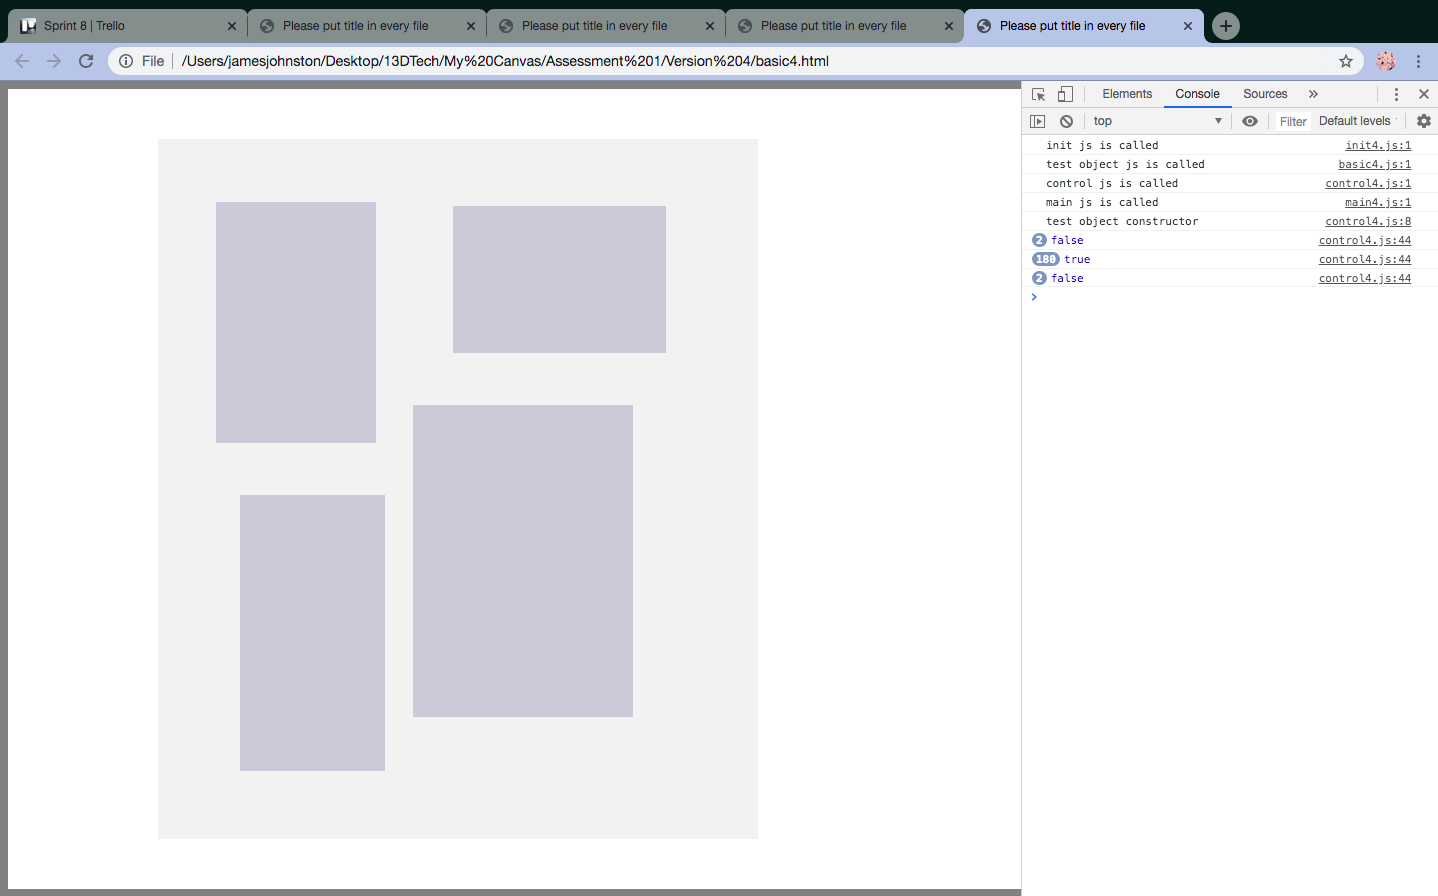 Sprint 8 | Trello
Please put title in every file
Please put title in every file
Please put title in every file
Please put title in every file
File
/Users/jamesjohnston/Desktop/13DTech/My%20Canvas/Assessment%201/Version%204/basic4.html
Elements Console Sources »
top Filter Default levels
init js is called init4.js:1
test object js is called basic4.js:1
control js is called control4.js:1
main js is called main4.js:1
test object constructor control4.js:8
2 false control4.js:44
180 true control4.js:44
2 false control4.js:44